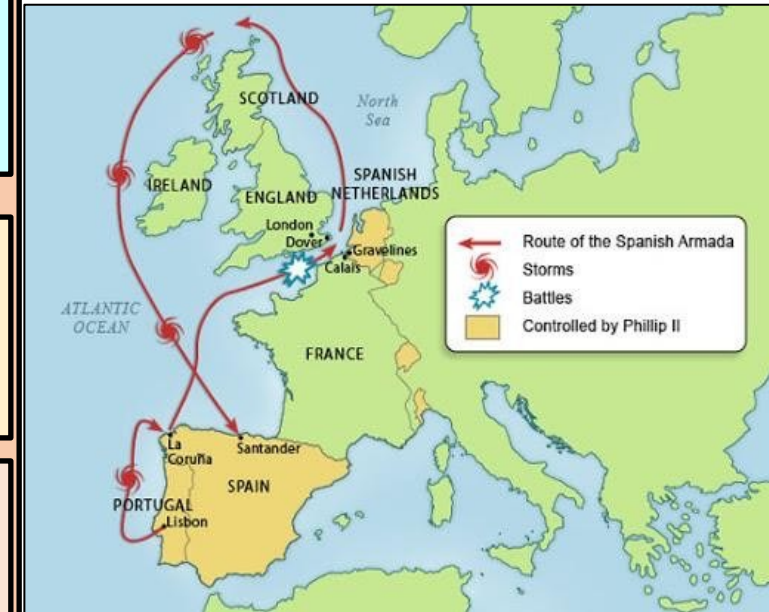 SCOTLAND
North
Sea
IRELAND
ENGLAND
SPANISH
NETHERLANDS
London
Dover
Gravelines
Calais
Route of the Spanish Armada
Storms
Battles
Controlled by Phillip II
ATLANTIC
OCEAN
FRANCE
La
Coruña
Santander
SPAIN
PORTUGAL
Lisbon